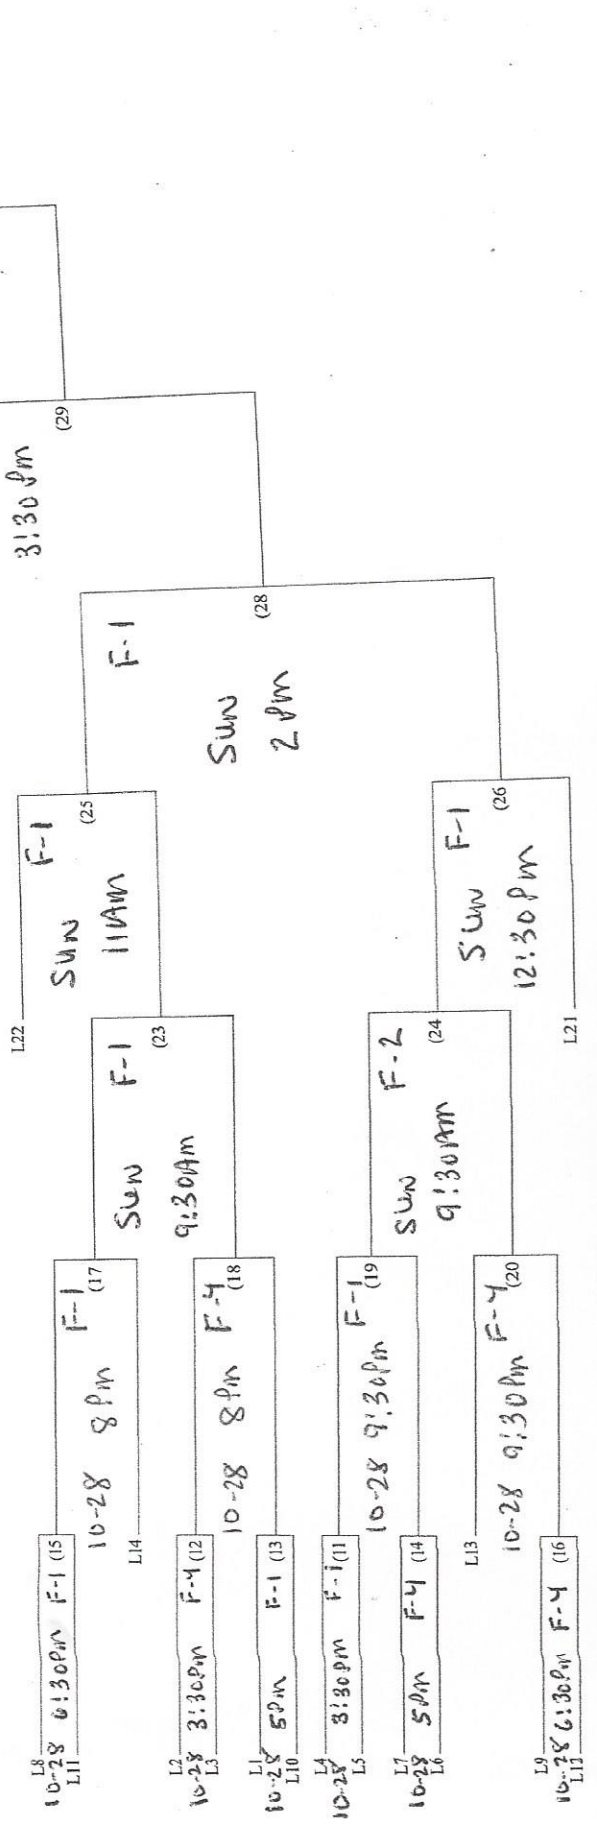 L8
10-28 6:30Pm F-1 (15
L11
10-28 8Pm F-1 (17
L14
L2
10-28 3:30Pm F-4 (12
L3
10-28 8Pm F-4 (18
L1
10-28 5Pm F-1 (13
L10
L4
10-28 3:30Pm F-1 (11
L5
10-28 9:30Pm F-1 (19
L7
10-28 5Pm F-4 (14
L6
L13
10-28 9:30Pm F-4 (20
L9
10-28 6:30Pm F-4 (16
L12
Sun F-1
9:30Am
(23
Sun F-2
9:30Am
(24
L22
Sun F-1
11Am
(25
Sun F-1
12:30Pm
(26
L21
F-1
Sun
2Pm
(28
3:30Pm
(29